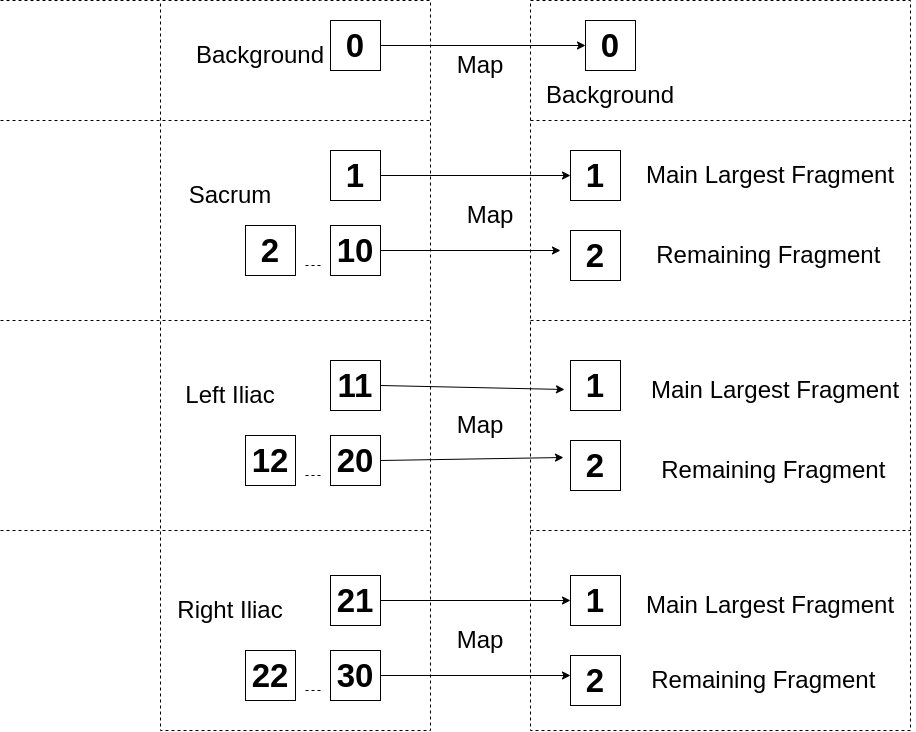 Background 0 Map 0
Background
Sacrum 1 Map 1 Main Largest Fragment
2 ... 10 2 Remaining Fragment
Left Iliac 11 Map 1 Main Largest Fragment
12 ... 20 2 Remaining Fragment
Right Iliac 21 Map 1 Main Largest Fragment
22 ... 30 2 Remaining Fragment